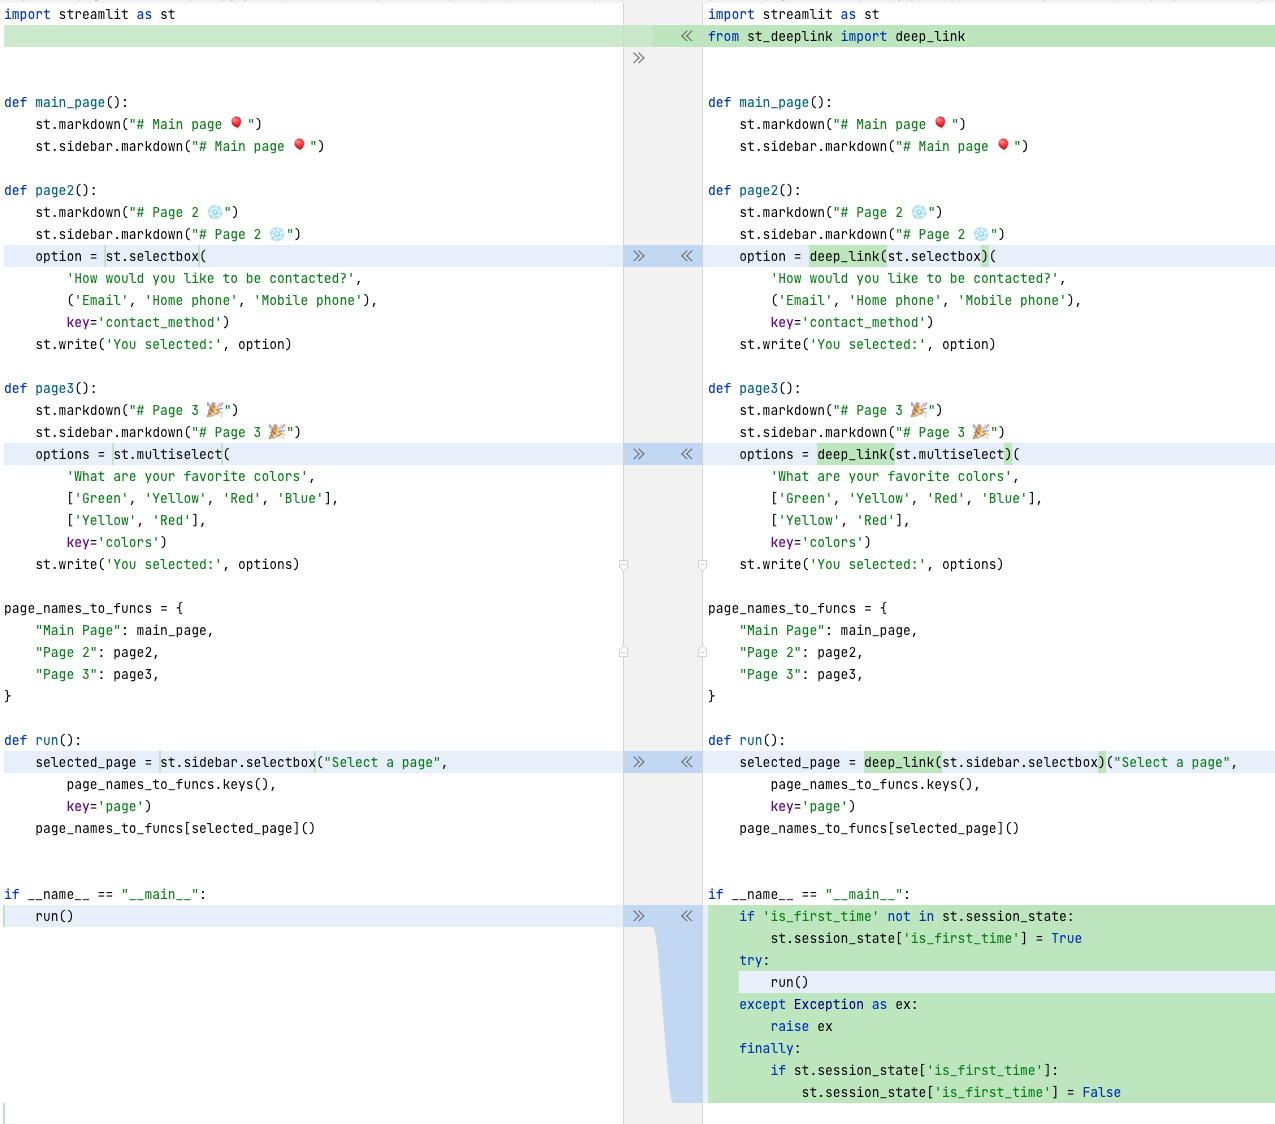 import streamlit as st
def main_page():
    st.markdown("# Main page 🎈")
    st.sidebar.markdown("# Main page 🎈")
def page2():
    st.markdown("# Page 2 ❄️")
    st.sidebar.markdown("# Page 2 ❄️")
    option = st.selectbox(
        'How would you like to be contacted?',
        ('Email', 'Home phone', 'Mobile phone'),
        key='contact_method')
    st.write('You selected:', option)
def page3():
    st.markdown("# Page 3 🎉")
    st.sidebar.markdown("# Page 3 🎉")
    options = st.multiselect(
        'What are your favorite colors',
        ['Green', 'Yellow', 'Red', 'Blue'],
        ['Yellow', 'Red'],
        key='colors')
    st.write('You selected:', options)
page_names_to_funcs = {
    "Main Page": main_page,
    "Page 2": page2,
    "Page 3": page3,
}
def run():
    selected_page = st.sidebar.selectbox("Select a page",
        page_names_to_funcs.keys(),
        key='page')
    page_names_to_funcs[selected_page]()
if __name__ == "__main__":
    run()
import streamlit as st
from st_deeplink import deep_link
def main_page():
    st.markdown("# Main page 🎈")
    st.sidebar.markdown("# Main page 🎈")
def page2():
    st.markdown("# Page 2 ❄️")
    st.sidebar.markdown("# Page 2 ❄️")
    option = deep_link(st.selectbox)(
        'How would you like to be contacted?',
        ('Email', 'Home phone', 'Mobile phone'),
        key='contact_method')
    st.write('You selected:', option)
def page3():
    st.markdown("# Page 3 🎉")
    st.sidebar.markdown("# Page 3 🎉")
    options = deep_link(st.multiselect)(
        'What are your favorite colors',
        ['Green', 'Yellow', 'Red', 'Blue'],
        ['Yellow', 'Red'],
        key='colors')
    st.write('You selected:', options)
page_names_to_funcs = {
    "Main Page": main_page,
    "Page 2": page2,
    "Page 3": page3,
}
def run():
    selected_page = deep_link(st.sidebar.selectbox)("Select a page",
        page_names_to_funcs.keys(),
        key='page')
    page_names_to_funcs[selected_page]()
if __name__ == "__main__":
    if 'is_first_time' not in st.session_state:
        st.session_state['is_first_time'] = True
    try:
        run()
    except Exception as ex:
        raise ex
    finally:
        if st.session_state['is_first_time']:
            st.session_state['is_first_time'] = False